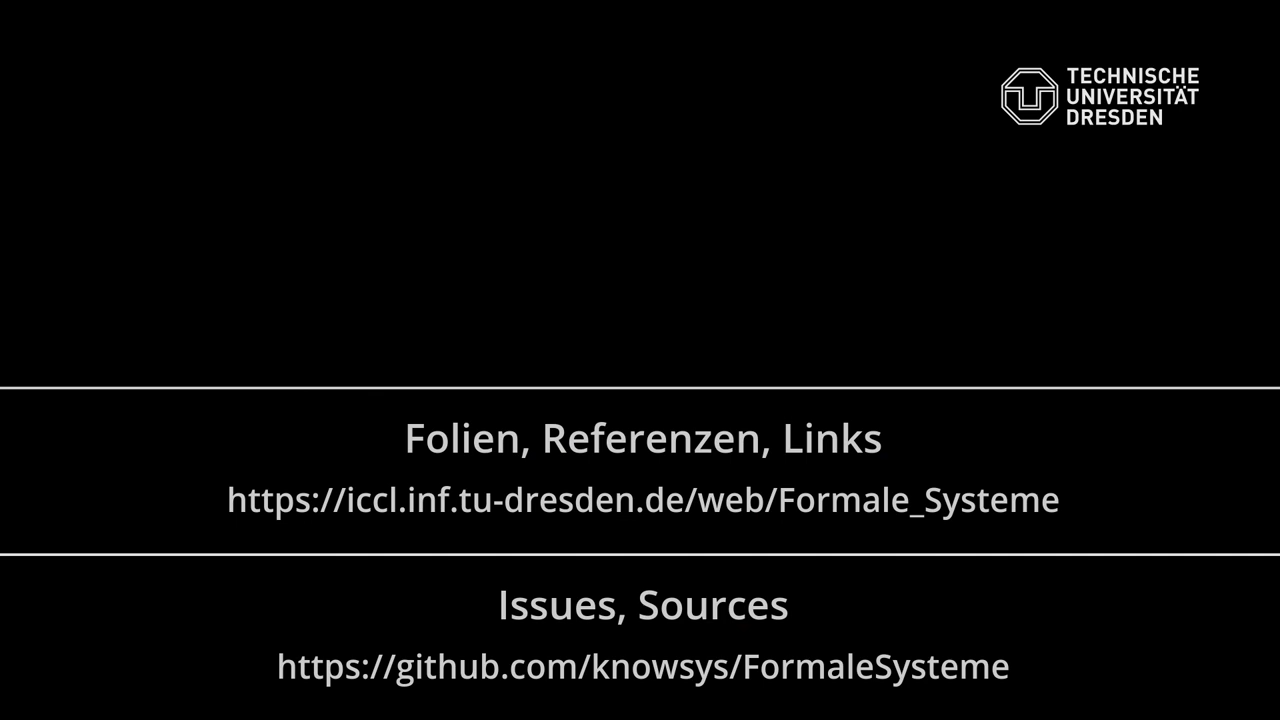 TECHNISCHE
UNIVERSITÄT
DRESDEN
Folien, Referenzen, Links
https://iccl.inf.tu-dresden.de/web/Formale_Systeme
Issues, Sources
https://github.com/knowsys/FormaleSysteme